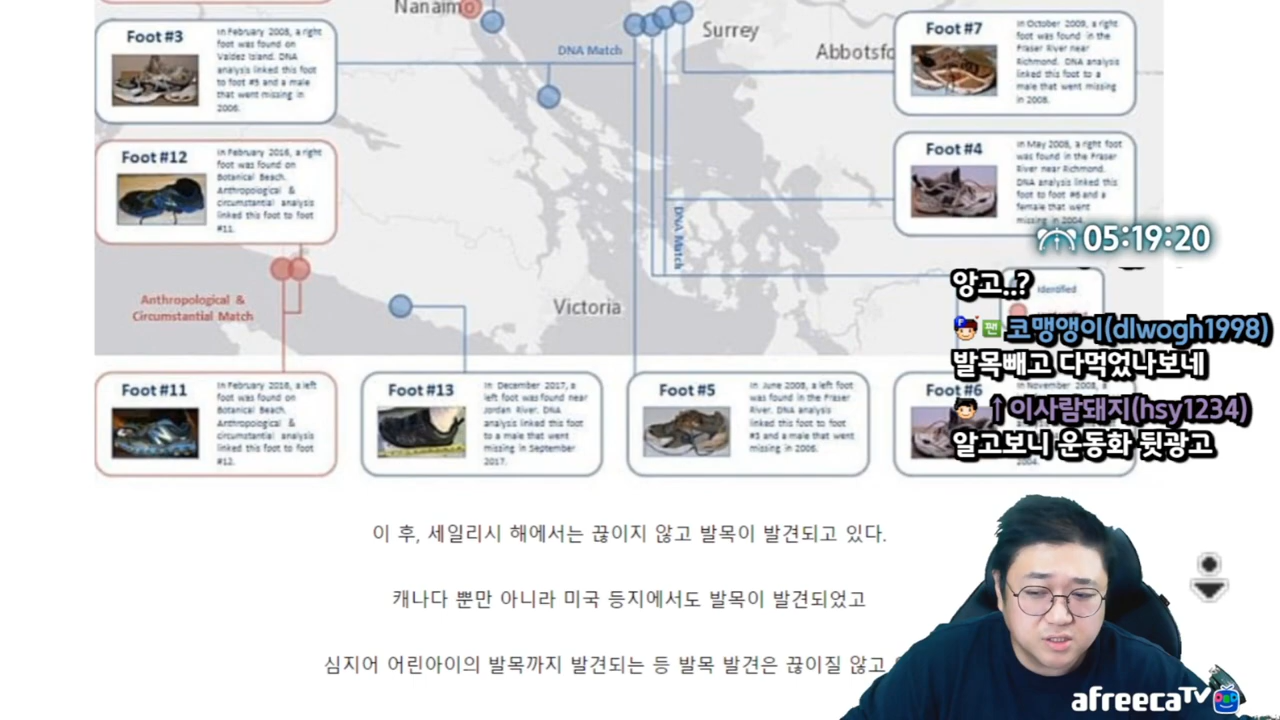 Nanaimo
Surrey
Abbotsfo
DNA Match
Foot #3
In February 2008, a right
foot was found on
Valdez Island. DNA
analysis linked this foot
to foot #5 and a male
that went missing in
2006.
Foot #7
In October 2009, a right
foot was found in the
Fraser River near
Richmond. DNA analysis
linked this foot to a
male that went missing
in 2008.
Foot #12
In February 2016, a right
foot was found on
Botanical Beach.
Anthropological &
circumstantial analysis
linked this foot to foot
#11.
Foot #4
In May 2008, a right foot
was found in the Fraser
River near Richmond.
DNA analysis linked this
foot to foot #6 and a
female that went
missing in 2004.
DNA Match
05:19:20
앙고..?
Identified
Anthropological &
Circumstantial Match
Victoria
팬 코맹앵이(dlwogh1998)
발목빼고 다먹었나보네
↑이사람돼지(hsy1234)
알고보니 운동화 뒷광고
Foot #11
In February 2016, a left
foot was found on
Botanical Beach.
Anthropological &
circumstantial analysis
linked this foot to foot
#12.
Foot #13
In December 2017, a
left foot was found near
Jordan River. DNA
analysis linked this foot
to a male that went
missing in September
2017.
Foot #5
In June 2008, a left foot
was found in the Fraser
River. DNA analysis
linked this foot to foot
#3 and a male that went
missing in 2006.
Foot #6
In November 2008, a
2004.
이 후, 세일리시 해에서는 끊이지 않고 발목이 발견되고 있다.
캐나다 뿐만 아니라 미국 등지에서도 발목이 발견되었고
심지어 어린아이의 발목까지 발견되는 등 발목 발견은 끊이질 않고
afreecaTV